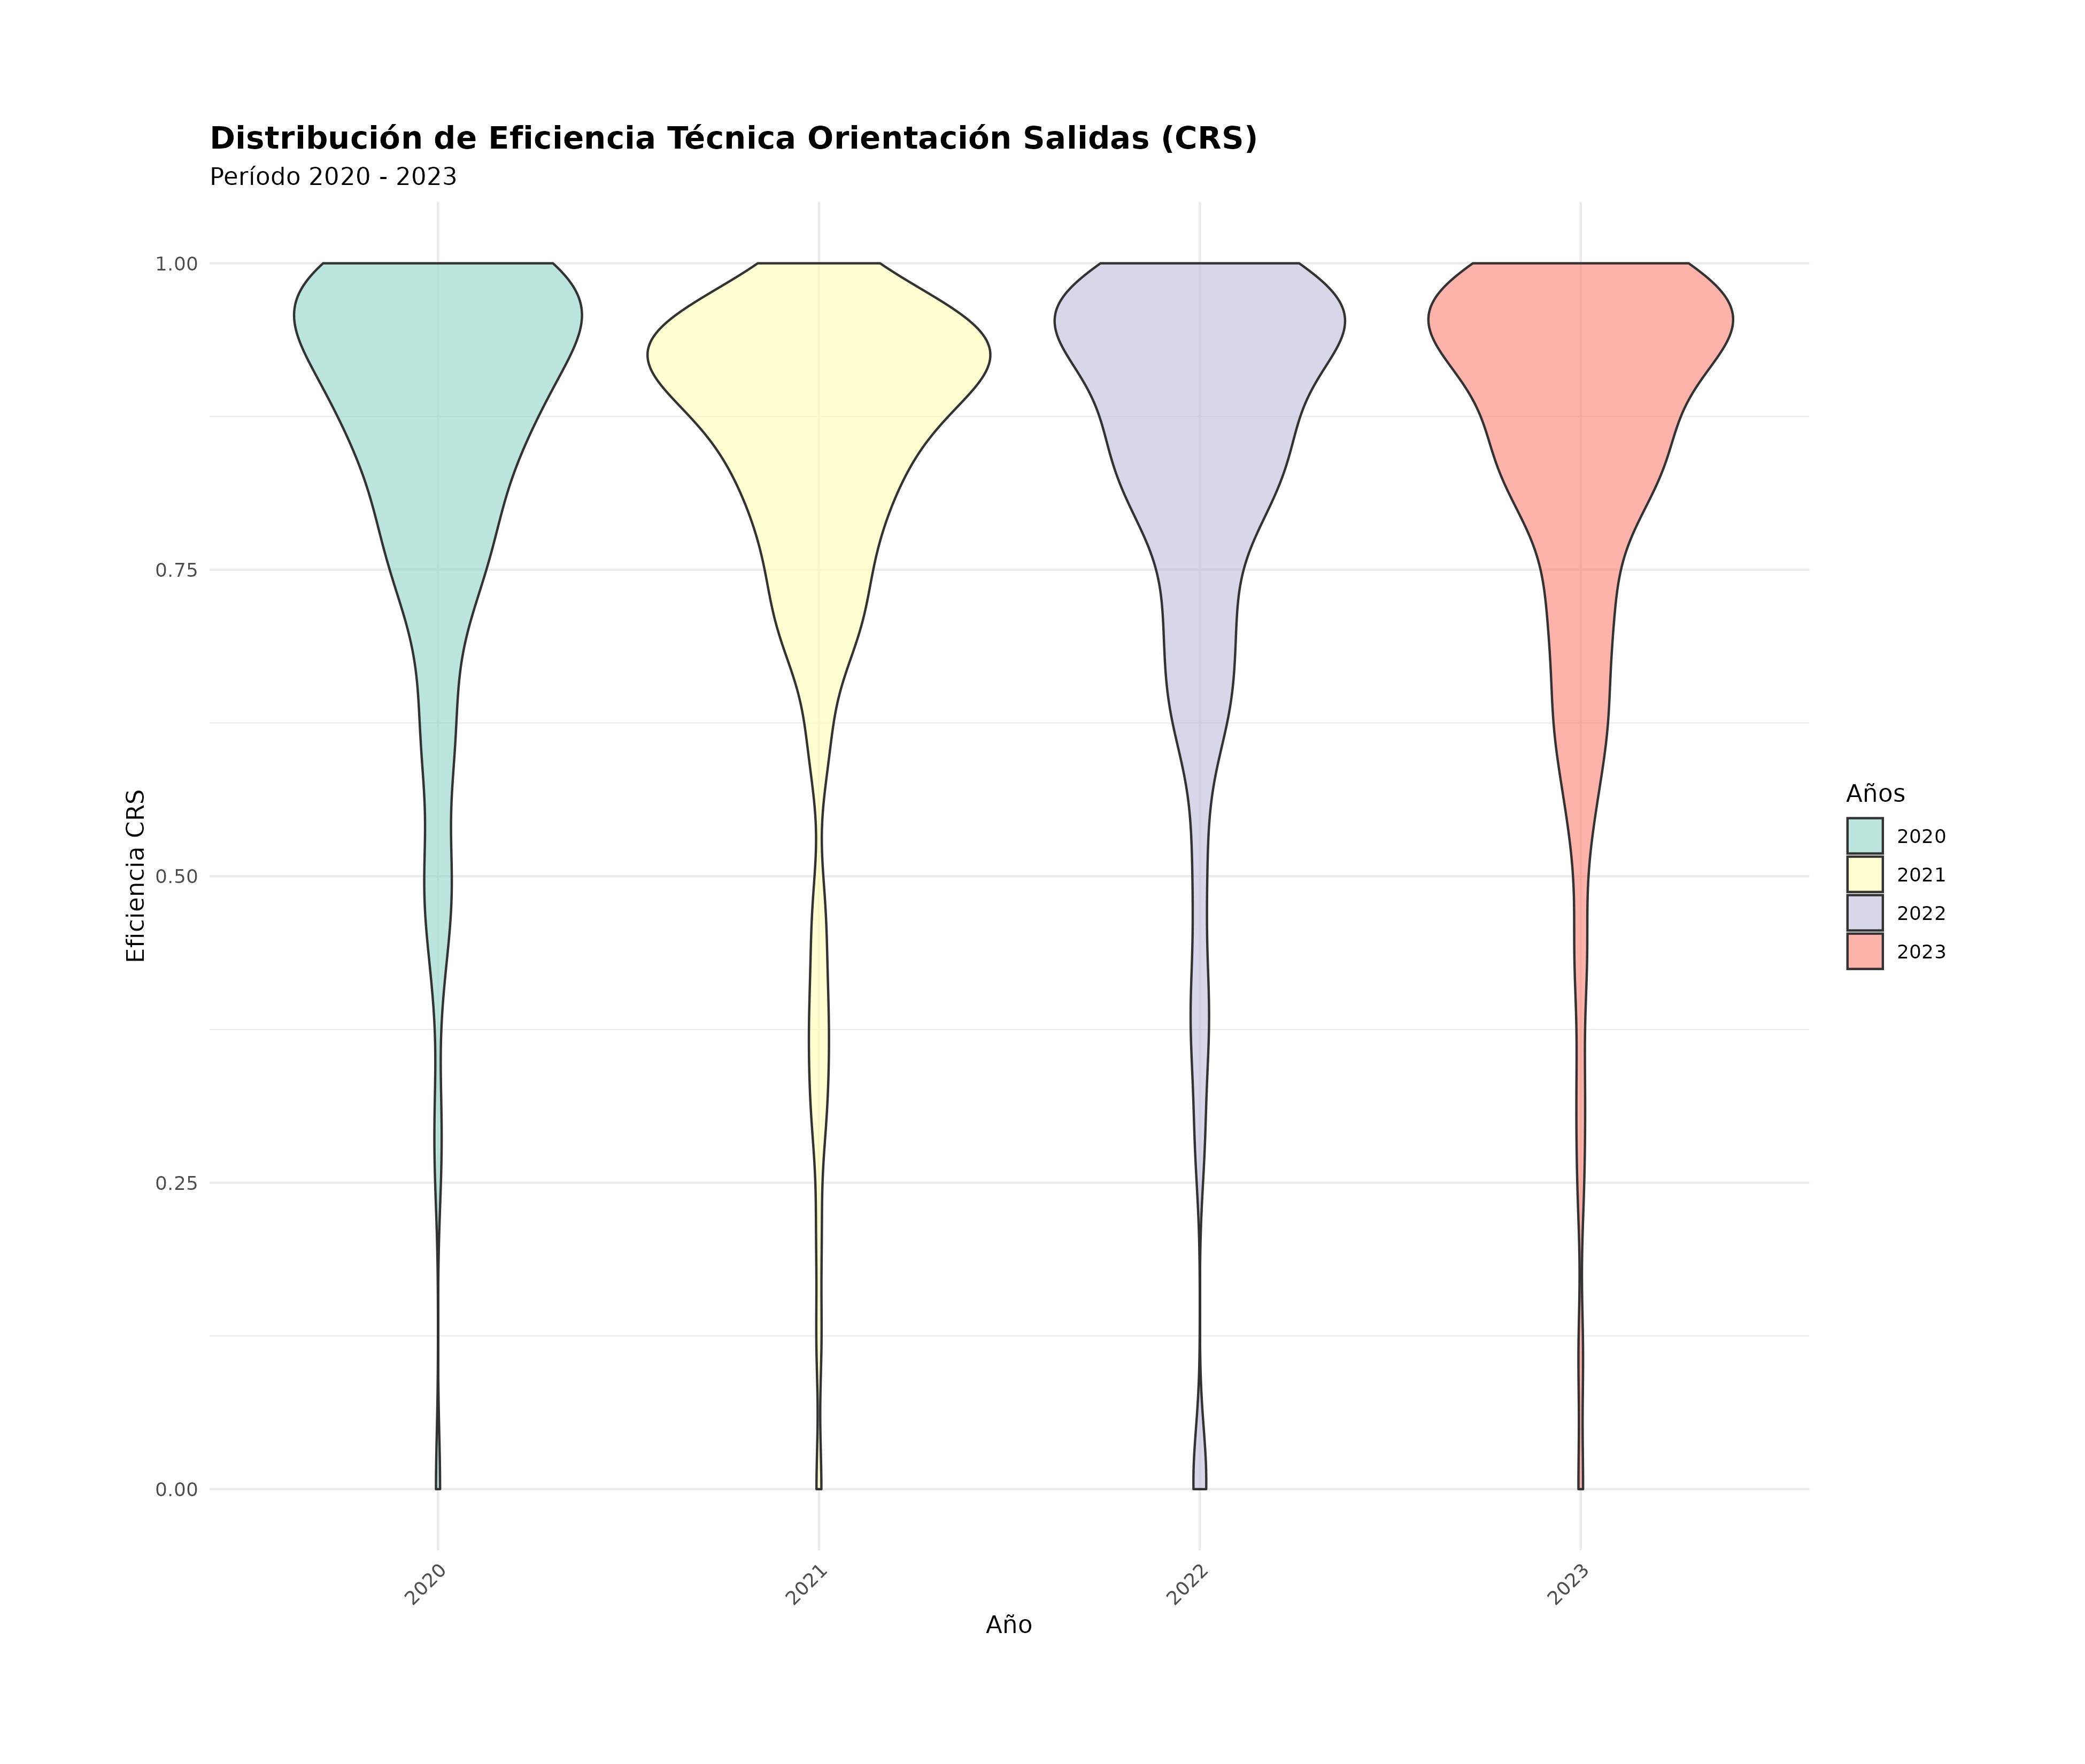 Distribución de Eficiencia Técnica Orientación Salidas (CRS)
Período 2020 - 2023
Eficiencia CRS
1.00
0.75
0.50
0.25
0.00
2020
2021
2022
2023
Año
Años
2020
2021
2022
2023